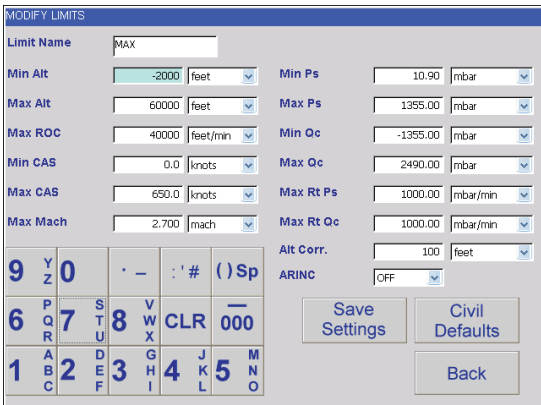 MODIFY LIMITS
Limit Name MAX
Min Alt -2000 feet Min Ps 10.90 mbar
Max Alt 60000 feet Max Ps 1355.00 mbar
Max ROC 40000 feet/min Min Qc -1355.00 mbar
Min CAS 0.0 knots Max Qc 2490.00 mbar
Max CAS 650.0 knots Max Rt Ps 1000.00 mbar/min
Max Mach 2.700 mach Max Rt Qc 1000.00 mbar/min
Alt Corr. 100 feet
ARINC OFF
9 Y Z 0 · – : ' # ( ) Sp
6 P Q R 7 S T U 8 V W X CLR 000
1 A B C 2 D E F 3 G H I 4 J K L 5 M N O
Save Settings
Civil Defaults
Back